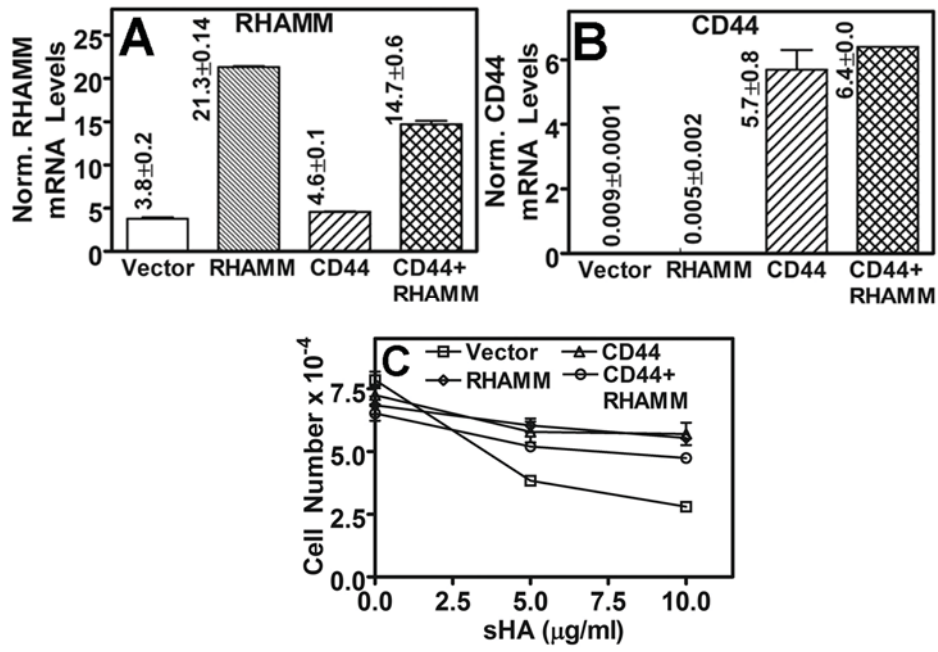 A
RHAMM
Norm. RHAMM
mRNA Levels
25
20
15
10
5
0
3.8±0.2
21.3±0.14
4.6±0.1
14.7±0.6
Vector
RHAMM
CD44
CD44+
RHAMM
B
CD44
Norm. CD44
mRNA Levels
6
4
2
0
0.009±0.0001
0.005±0.002
5.7±0.8
6.4±0.0
Vector
RHAMM
CD44
CD44+
RHAMM
C
Vector
RHAMM
CD44
CD44+
RHAMM
Cell Number x 10⁻⁴
7.5
5.0
2.5
0.0
0.0
2.5
5.0
7.5
10.0
sHA (μg/ml)